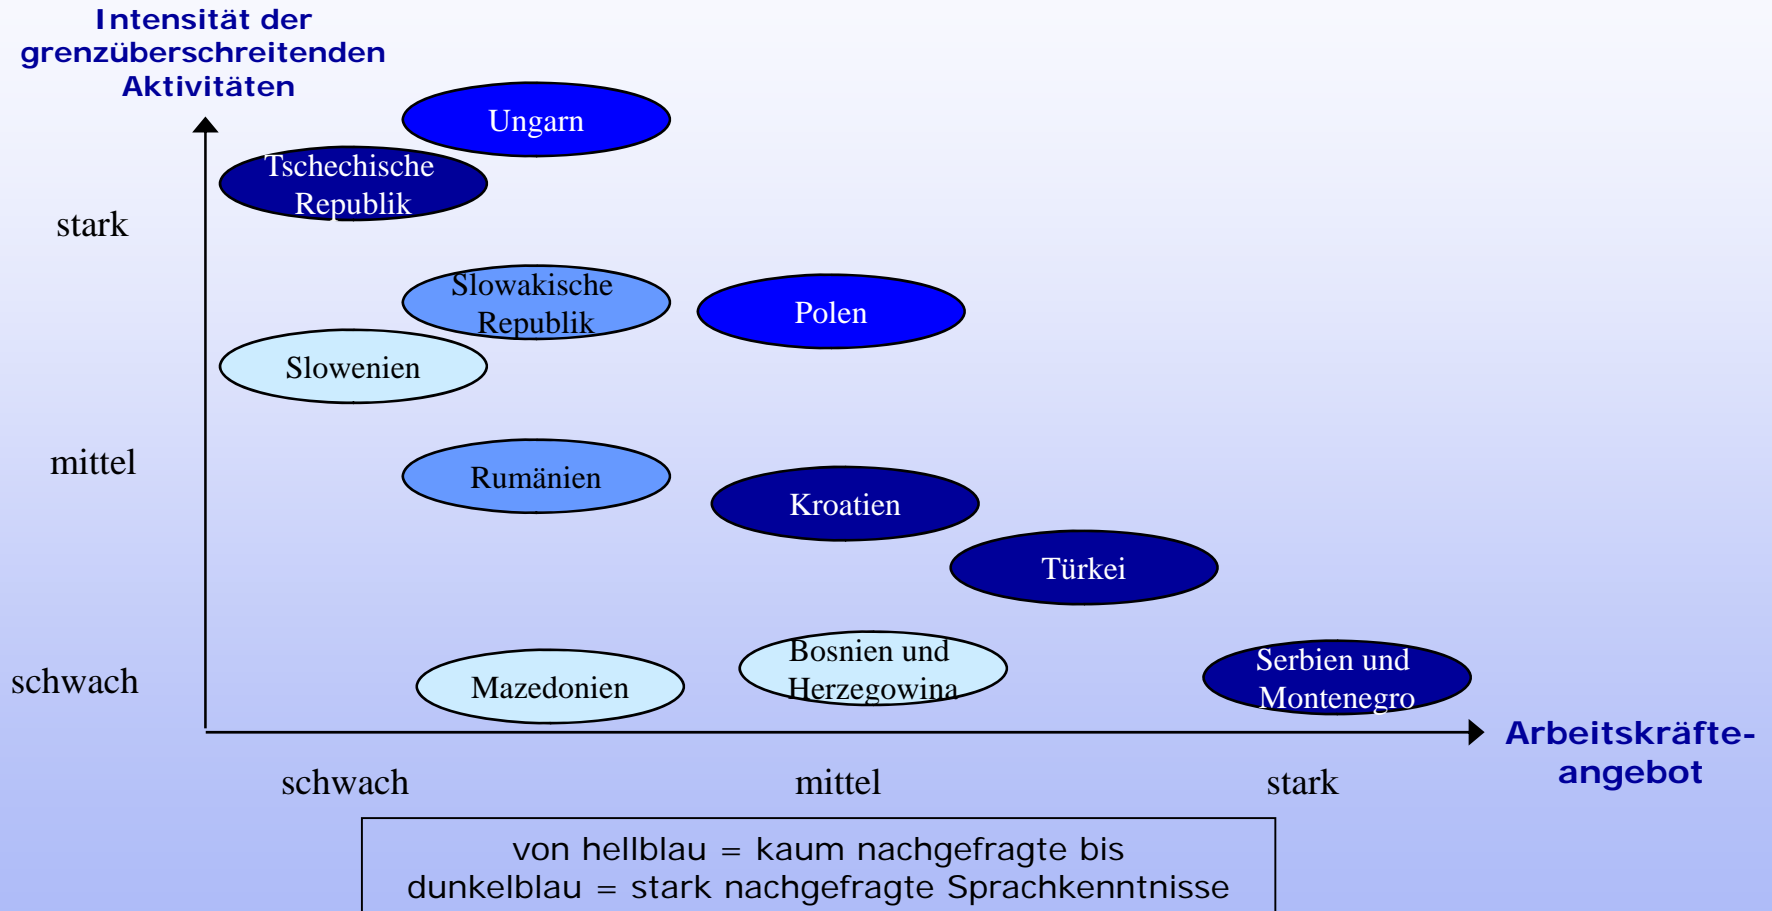 Intensität der
grenzüberschreitenden
Aktivitäten
Ungarn
Tschechische
Republik
stark
Slowakische
Republik
Polen
Slowenien
mittel
Rumänien
Kroatien
Türkei
schwach
Mazedonien
Bosnien und
Herzegowina
Serbien und
Montenegro
Arbeitskräfte-
angebot
schwach
mittel
stark
von hellblau = kaum nachgefragte bis
dunkelblau = stark nachgefragte Sprachkenntnisse